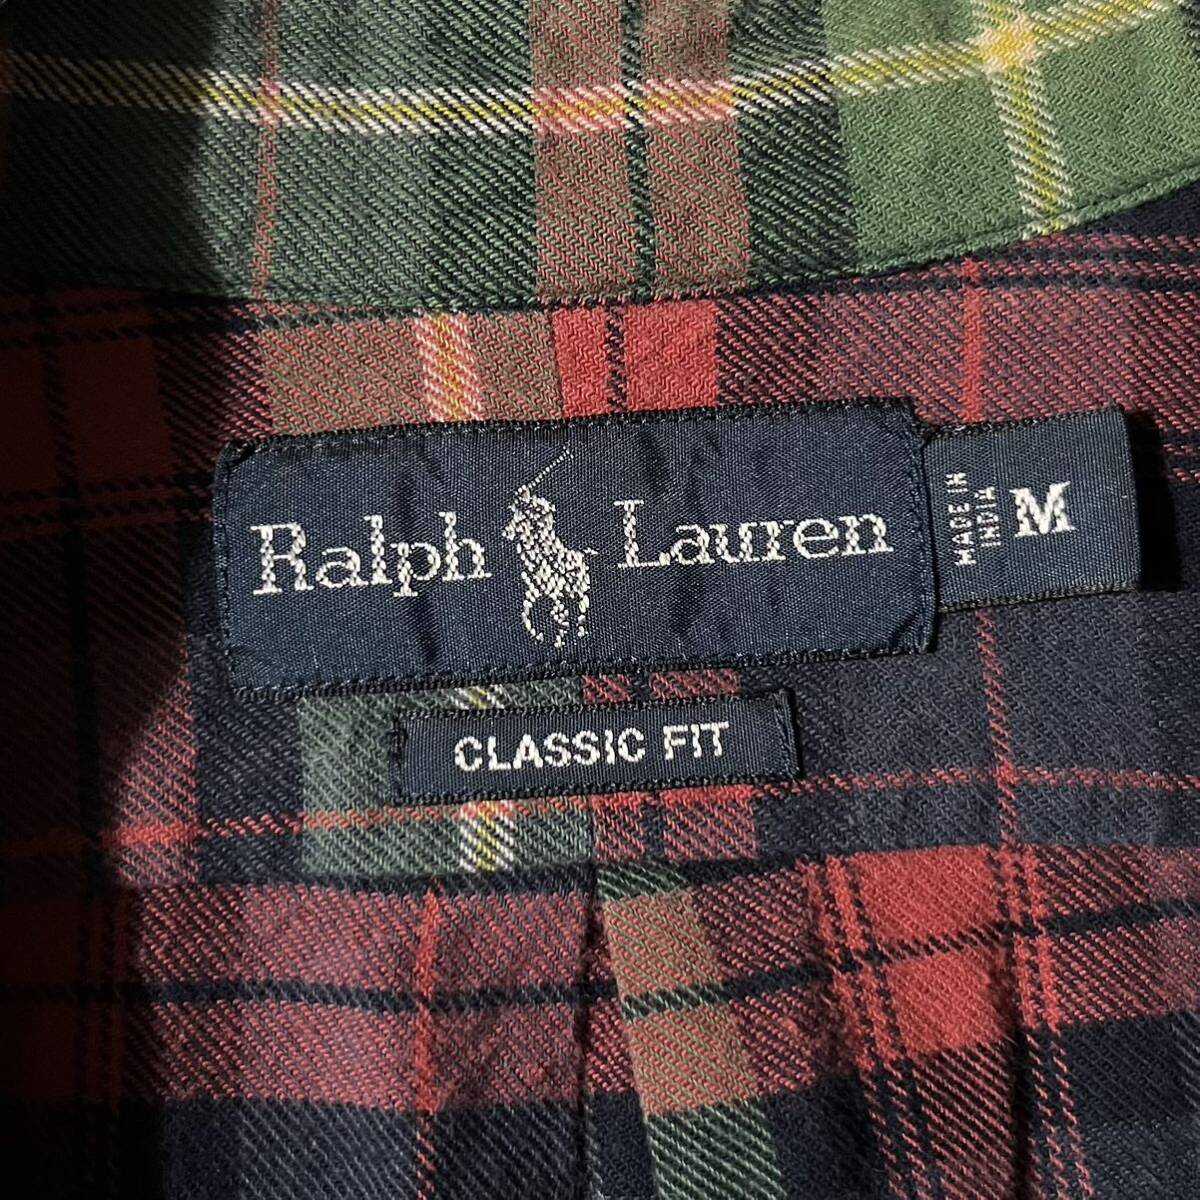 Ralph Lauren
MADE IN
INDIA
M
CLASSIC FIT